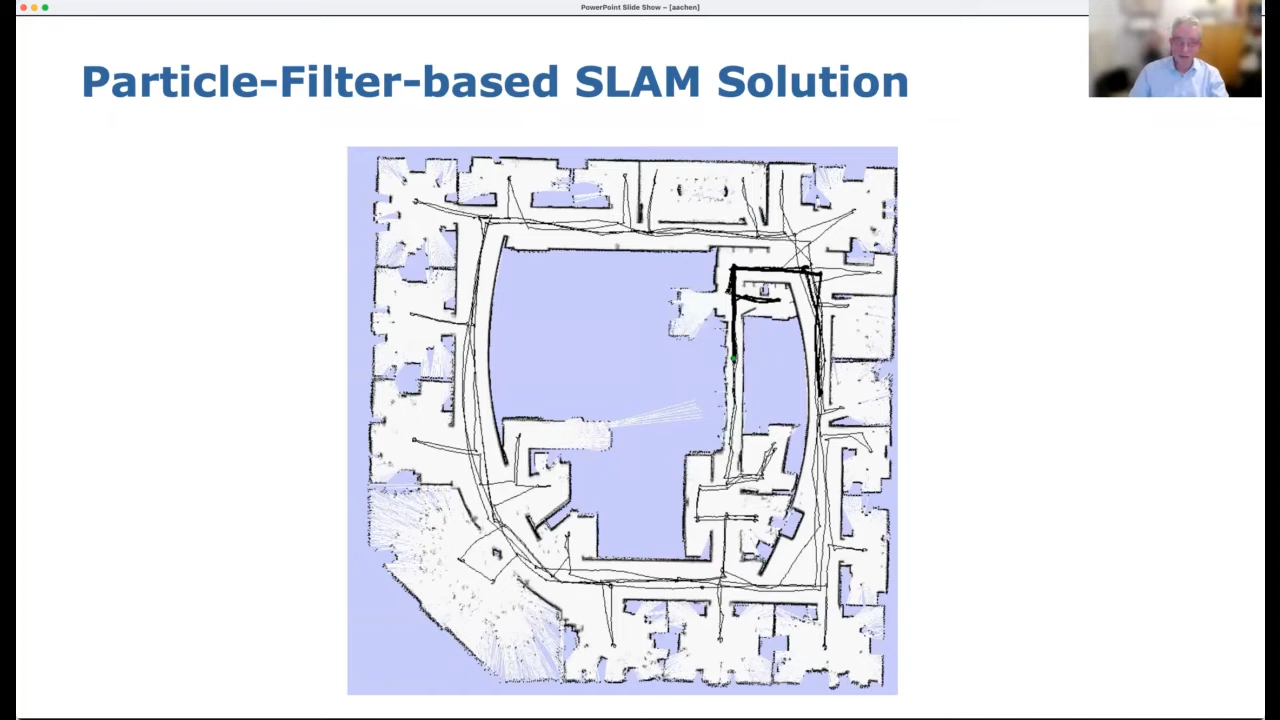 PowerPoint Slide Show – [aachen]
Particle-Filter-based SLAM Solution